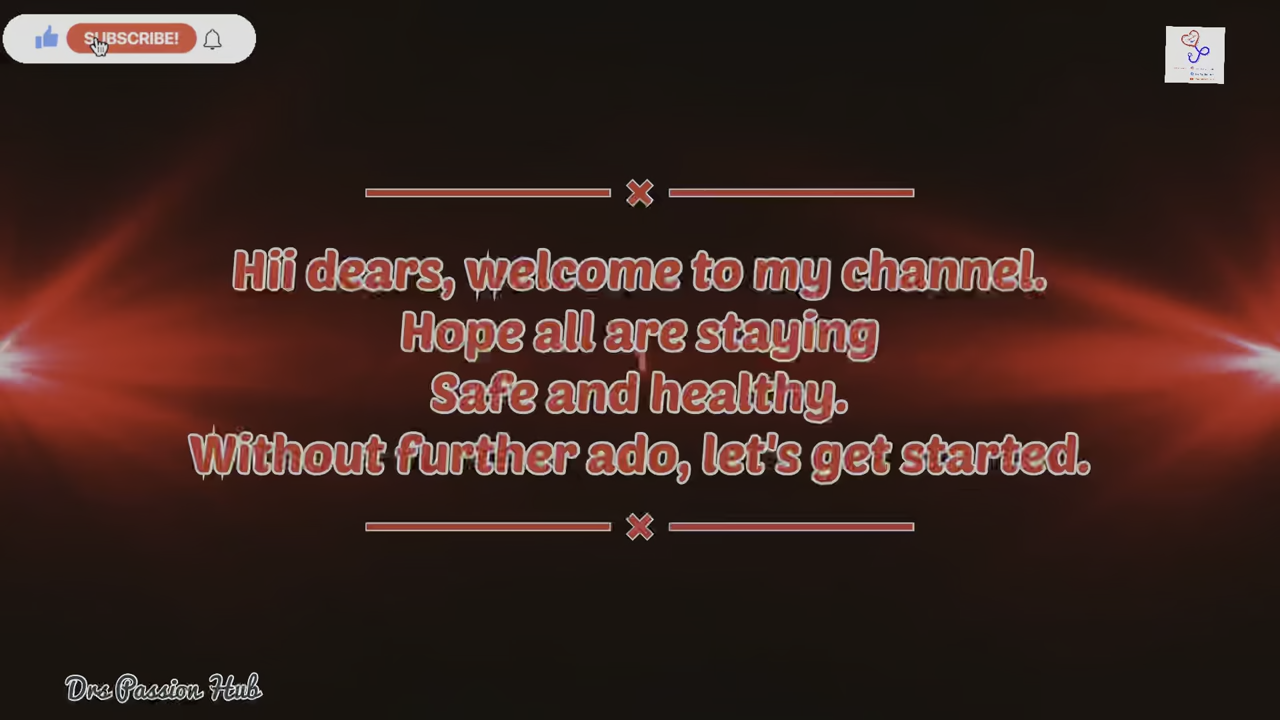 SUBSCRIBE!
Hii dears, welcome to my channel.
Hope all are staying
Safe and healthy.
Without further ado, let's get started.
Drs Passion Hub